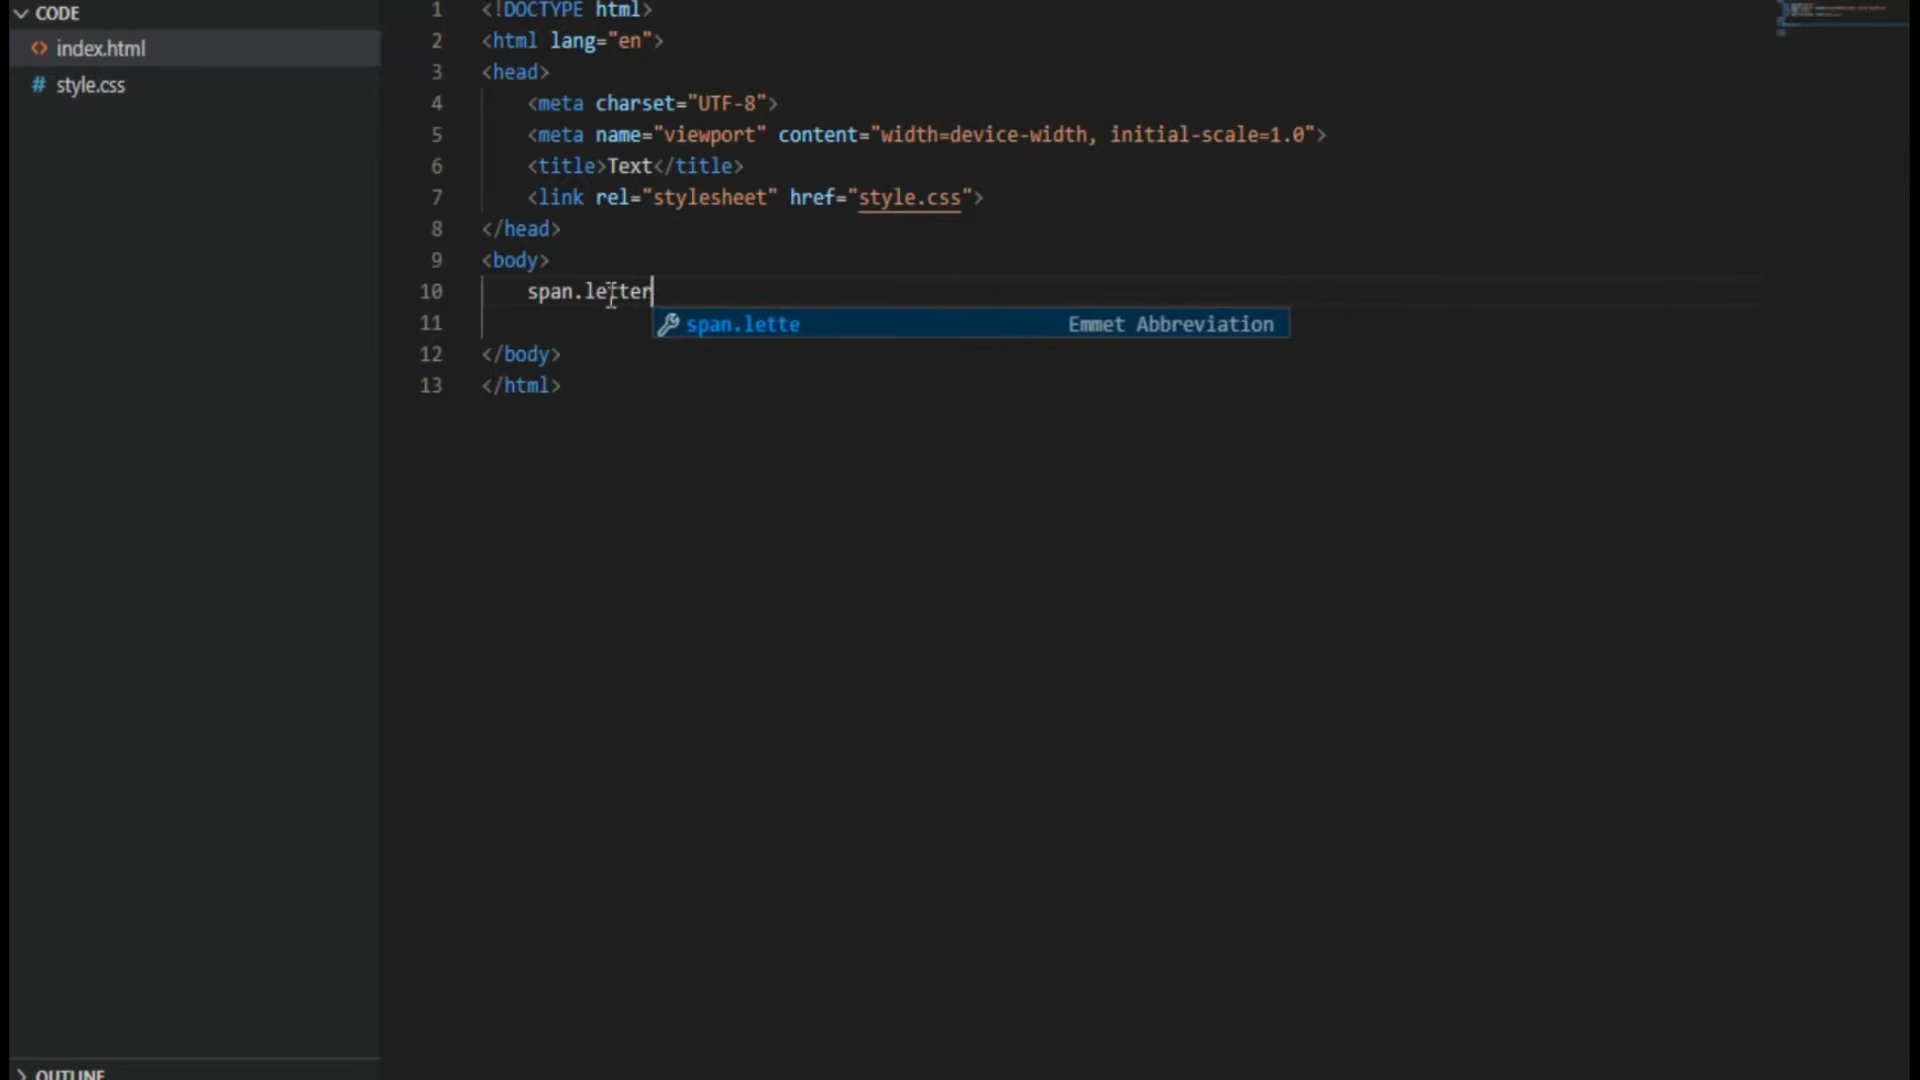 CODE
index.html
style.css
1 <!DOCTYPE html>
2 <html lang="en">
3 <head>
4 <meta charset="UTF-8">
5 <meta name="viewport" content="width=device-width, initial-scale=1.0">
6 <title>Text</title>
7 <link rel="stylesheet" href="style.css">
8 </head>
9 <body>
10 span.letter
span.lette Emmet Abbreviation
11
12 </body>
13 </html>
OUTLINE